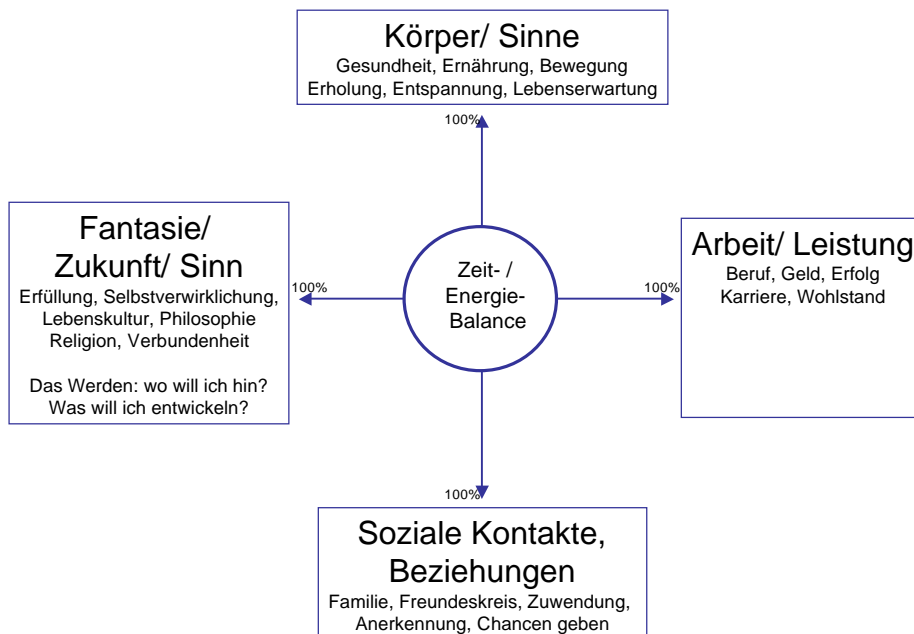 Körper/ Sinne
Gesundheit, Ernährung, Bewegung
Erholung, Entspannung, Lebenserwartung
100%
Fantasie/
Zukunft/ Sinn
Erfüllung, Selbstverwirklichung,
Lebenskultur, Philosophie
Religion, Verbundenheit
Das Werden: wo will ich hin?
Was will ich entwickeln?
100%
Zeit- /
Energie-
Balance
100%
Arbeit/ Leistung
Beruf, Geld, Erfolg
Karriere, Wohlstand
100%
Soziale Kontakte,
Beziehungen
Familie, Freundeskreis, Zuwendung,
Anerkennung, Chancen geben